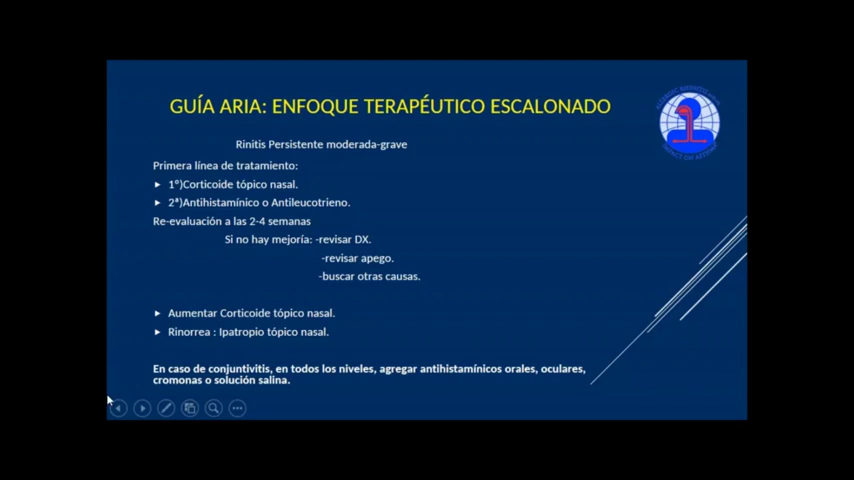 GUÍA ARIA: ENFOQUE TERAPÉUTICO ESCALONADO
Rinitis Persistente moderada-grave
Primera línea de tratamiento:
1º)Corticoide tópico nasal.
2ª)Antihistamínico o Antileucotrieno.
Re-evaluación a las 2-4 semanas
Si no hay mejoría: -revisar DX.
-revisar apego.
-buscar otras causas.
Aumentar Corticoide tópico nasal.
Rinorrea : Ipatropio tópico nasal.
En caso de conjuntivitis, en todos los niveles, agregar antihistamínicos orales, oculares,
cromonas o solución salina.